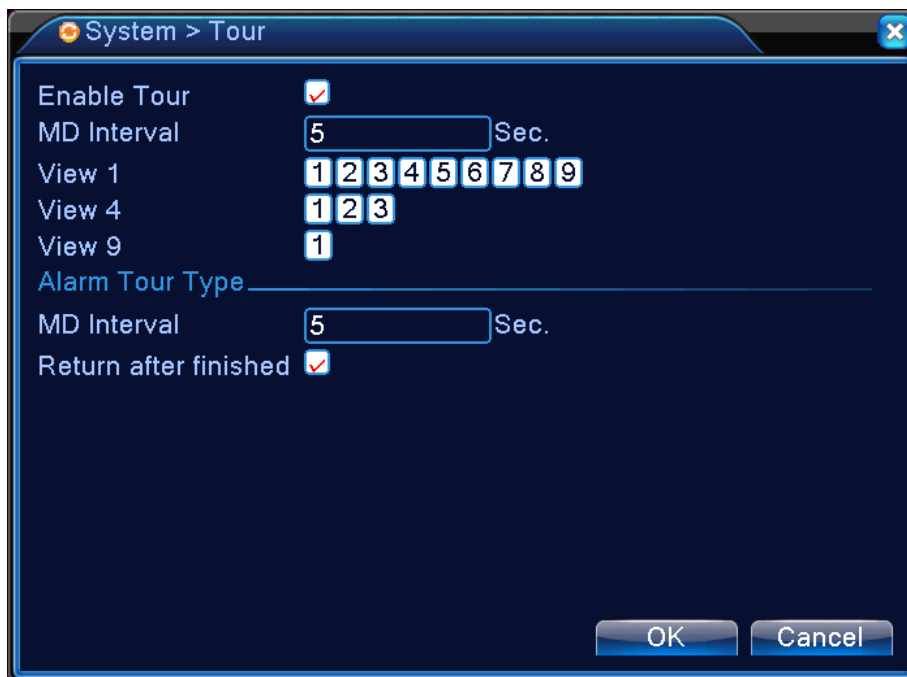 System > Tour
Enable Tour
MD Interval 5 Sec.
View 1 1 2 3 4 5 6 7 8 9
View 4 1 2 3
View 9 1
Alarm Tour Type
MD Interval 5 Sec.
Return after finished
OK Cancel